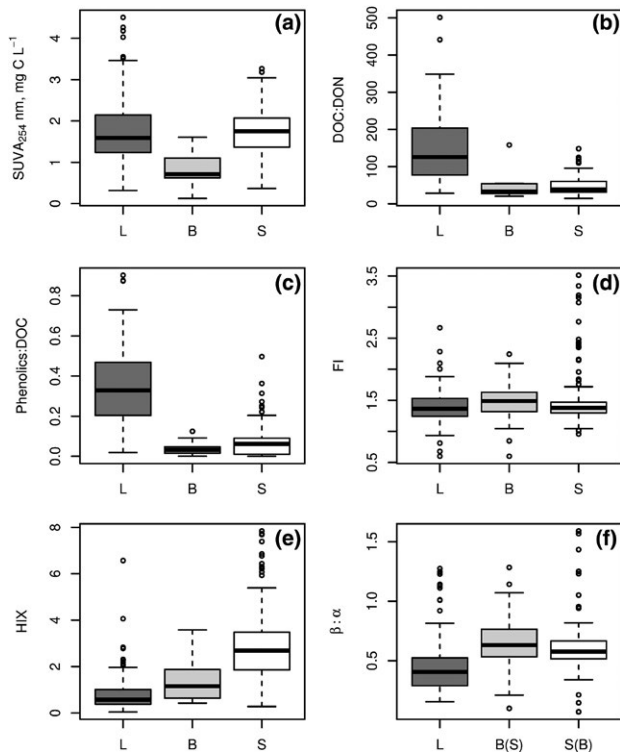 (a)
SUVA254 nm, mg C L−1
4
3
2
1
0
L B S
(b)
DOC:DON
500
400
300
200
100
0
L B S
(c)
Phenolics:DOC
0.8
0.6
0.4
0.2
0.0
L B S
(d)
FI
3.5
2.5
1.5
0.5
L B S
(e)
HIX
8
6
4
2
0
L B S
(f)
β:α
1.5
1.0
0.5
L B(S) S(B)